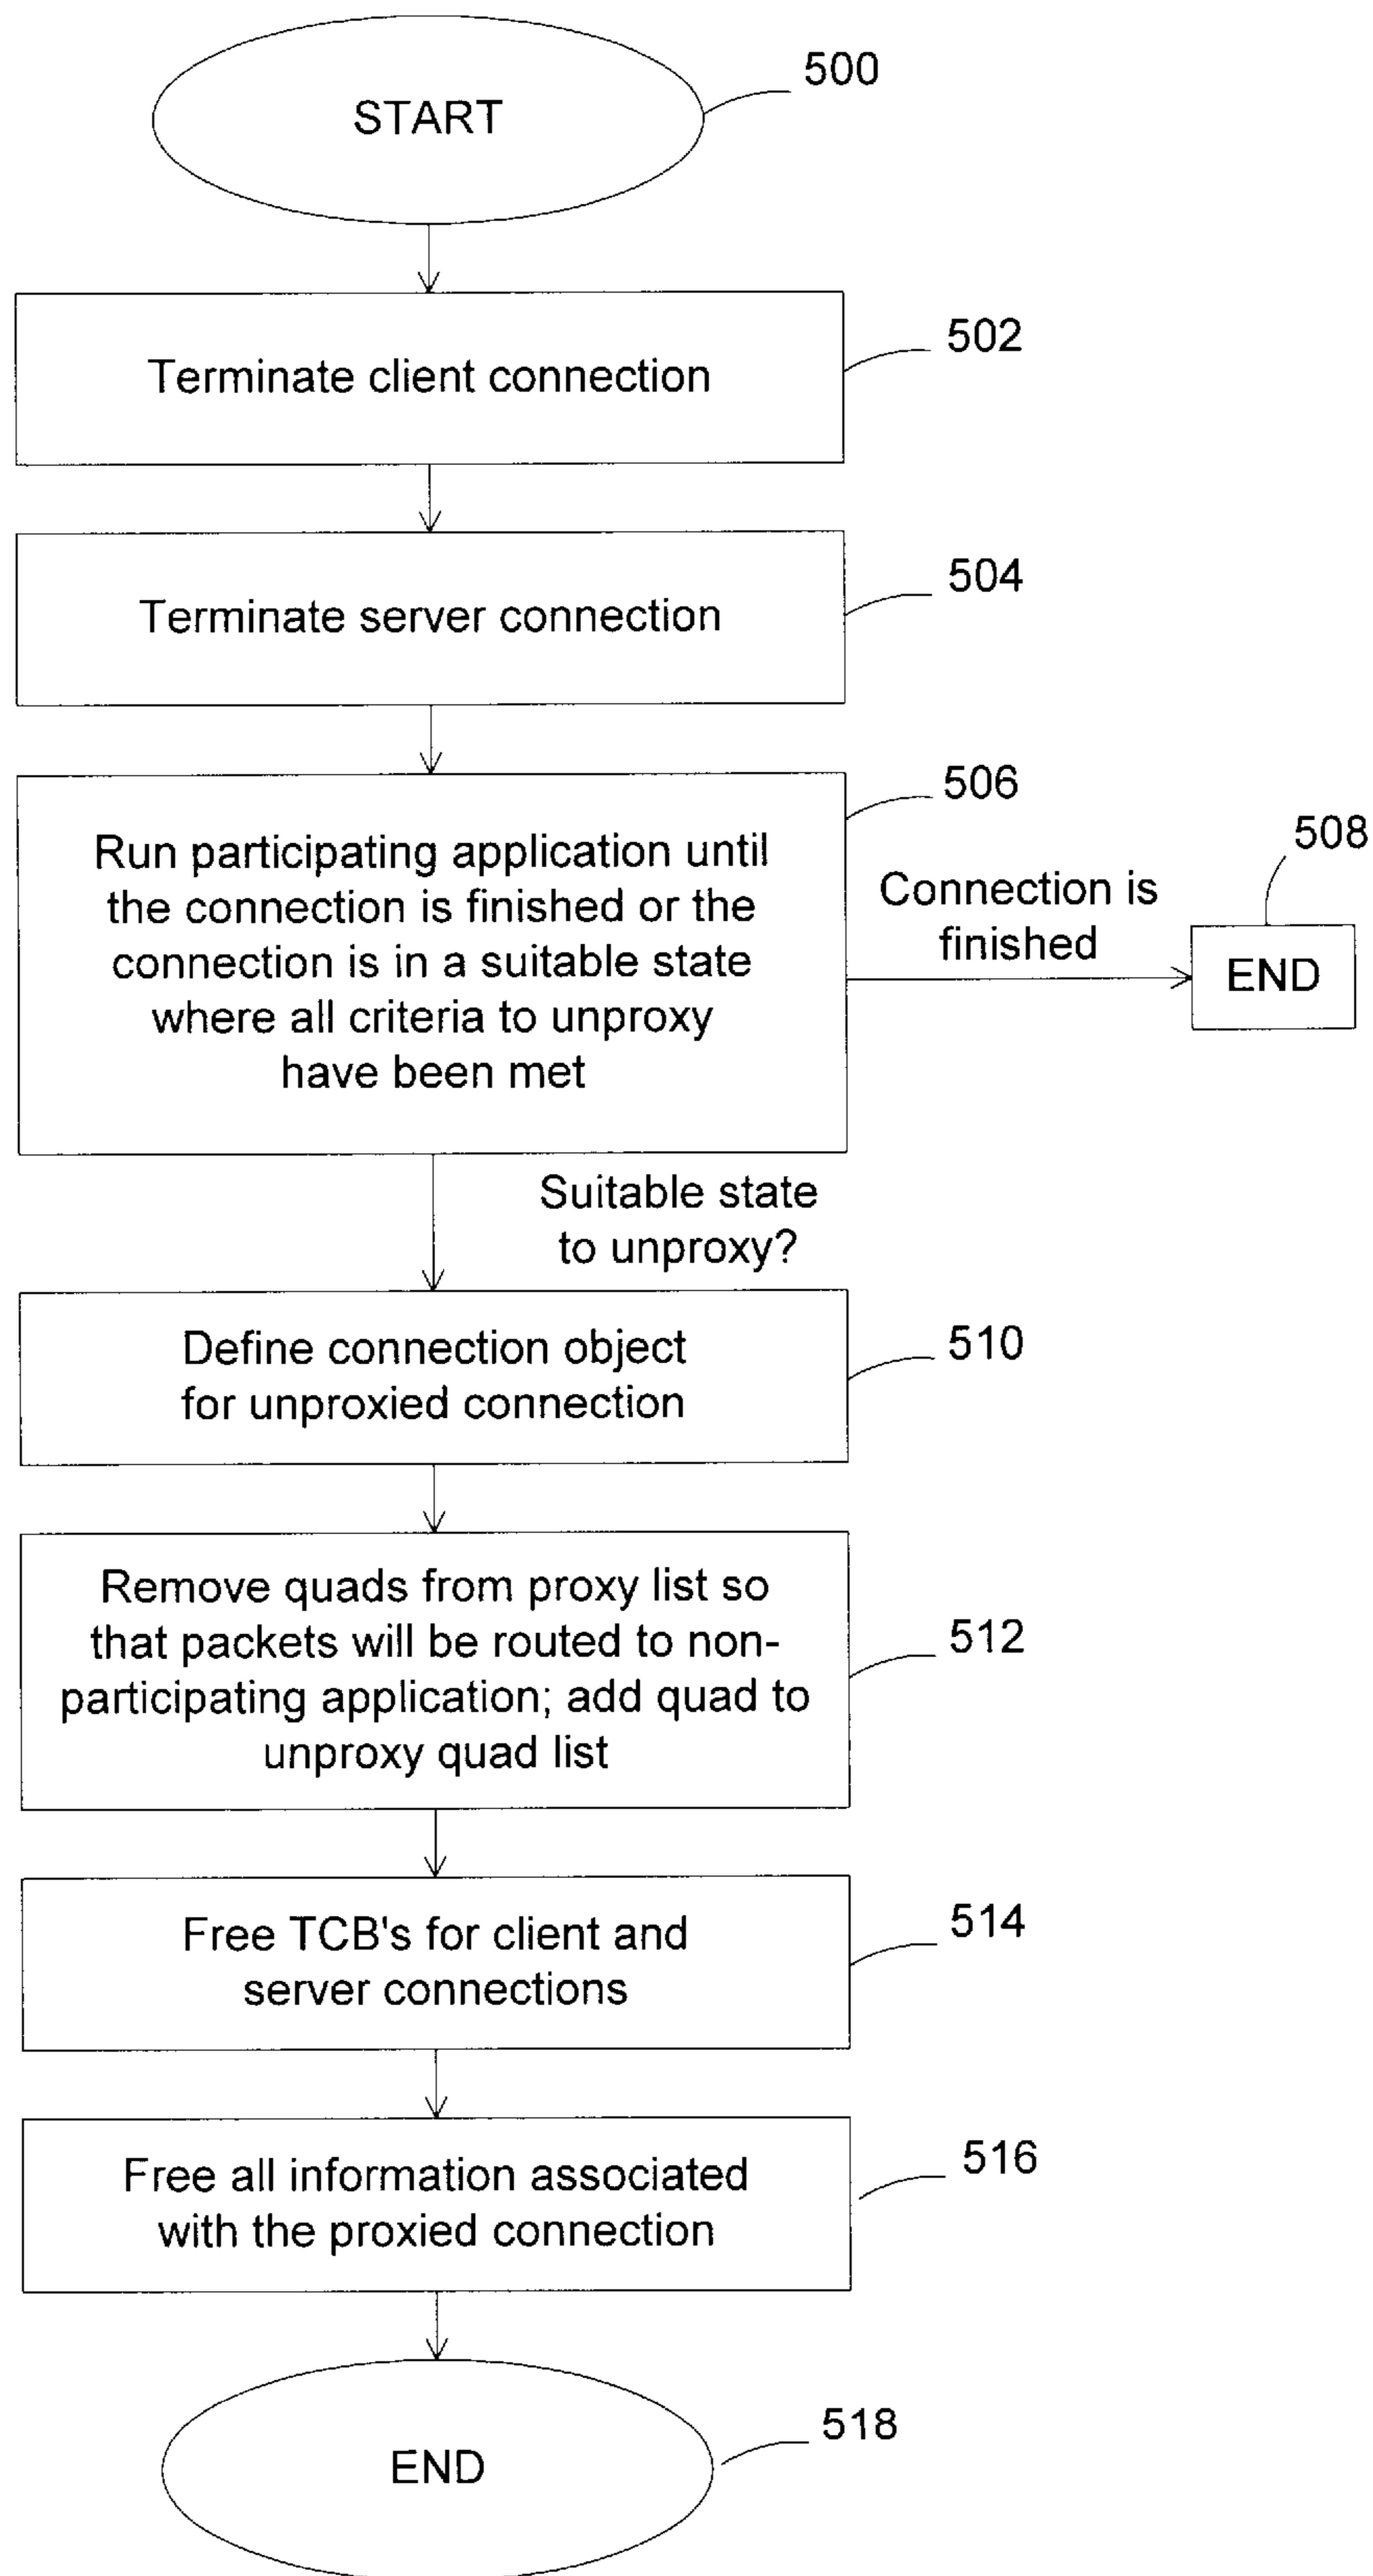 START
500
Terminate client connection
502
Terminate server connection
504
Run participating application until
the connection is finished or the
connection is in a suitable state
where all criteria to unproxy
have been met
506
Connection is
finished
508
END
Suitable state
to unproxy?
Define connection object
for unproxied connection
510
Remove quads from proxy list so
that packets will be routed to non-
participating application; add quad to
unproxy quad list
512
Free TCB's for client and
server connections
514
Free all information associated
with the proxied connection
516
END
518